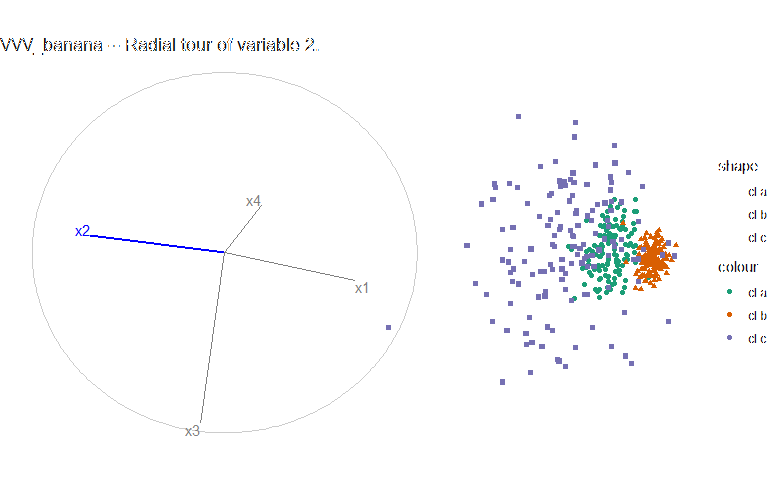 VVV_banana ··· Radial tour of variable 2..
x4
x2
x1
x3
shape
cl a
cl b
cl c
colour
cl a
cl b
cl c